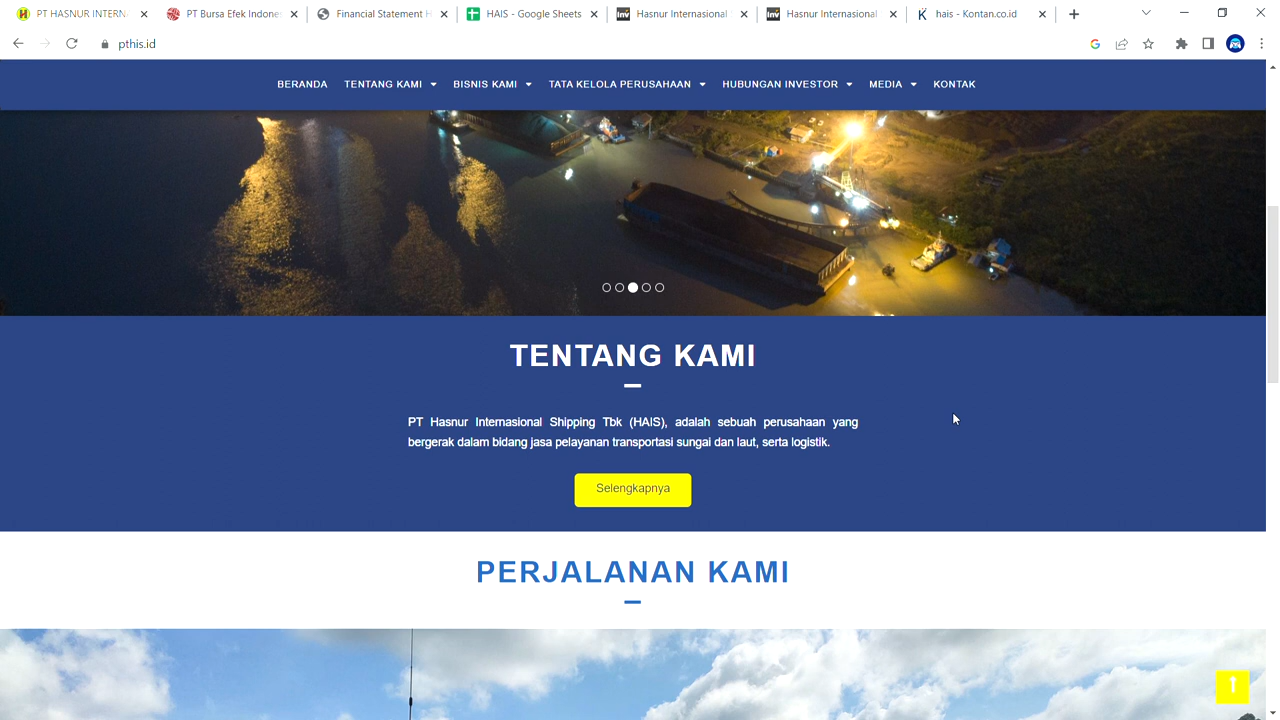 PT HASNUR INTERN
PT Bursa Efek Indones
Financial Statement H
HAIS - Google Sheets
Hasnur Internasional
Hasnur Internasional
hais - Kontan.co.id
pthis.id
BERANDA TENTANG KAMI BISNIS KAMI TATA KELOLA PERUSAHAAN HUBUNGAN INVESTOR MEDIA KONTAK
TENTANG KAMI
PT Hasnur Internasional Shipping Tbk (HAIS), adalah sebuah perusahaan yang
bergerak dalam bidang jasa pelayanan transportasi sungai dan laut, serta logistik.
Selengkapnya
PERJALANAN KAMI